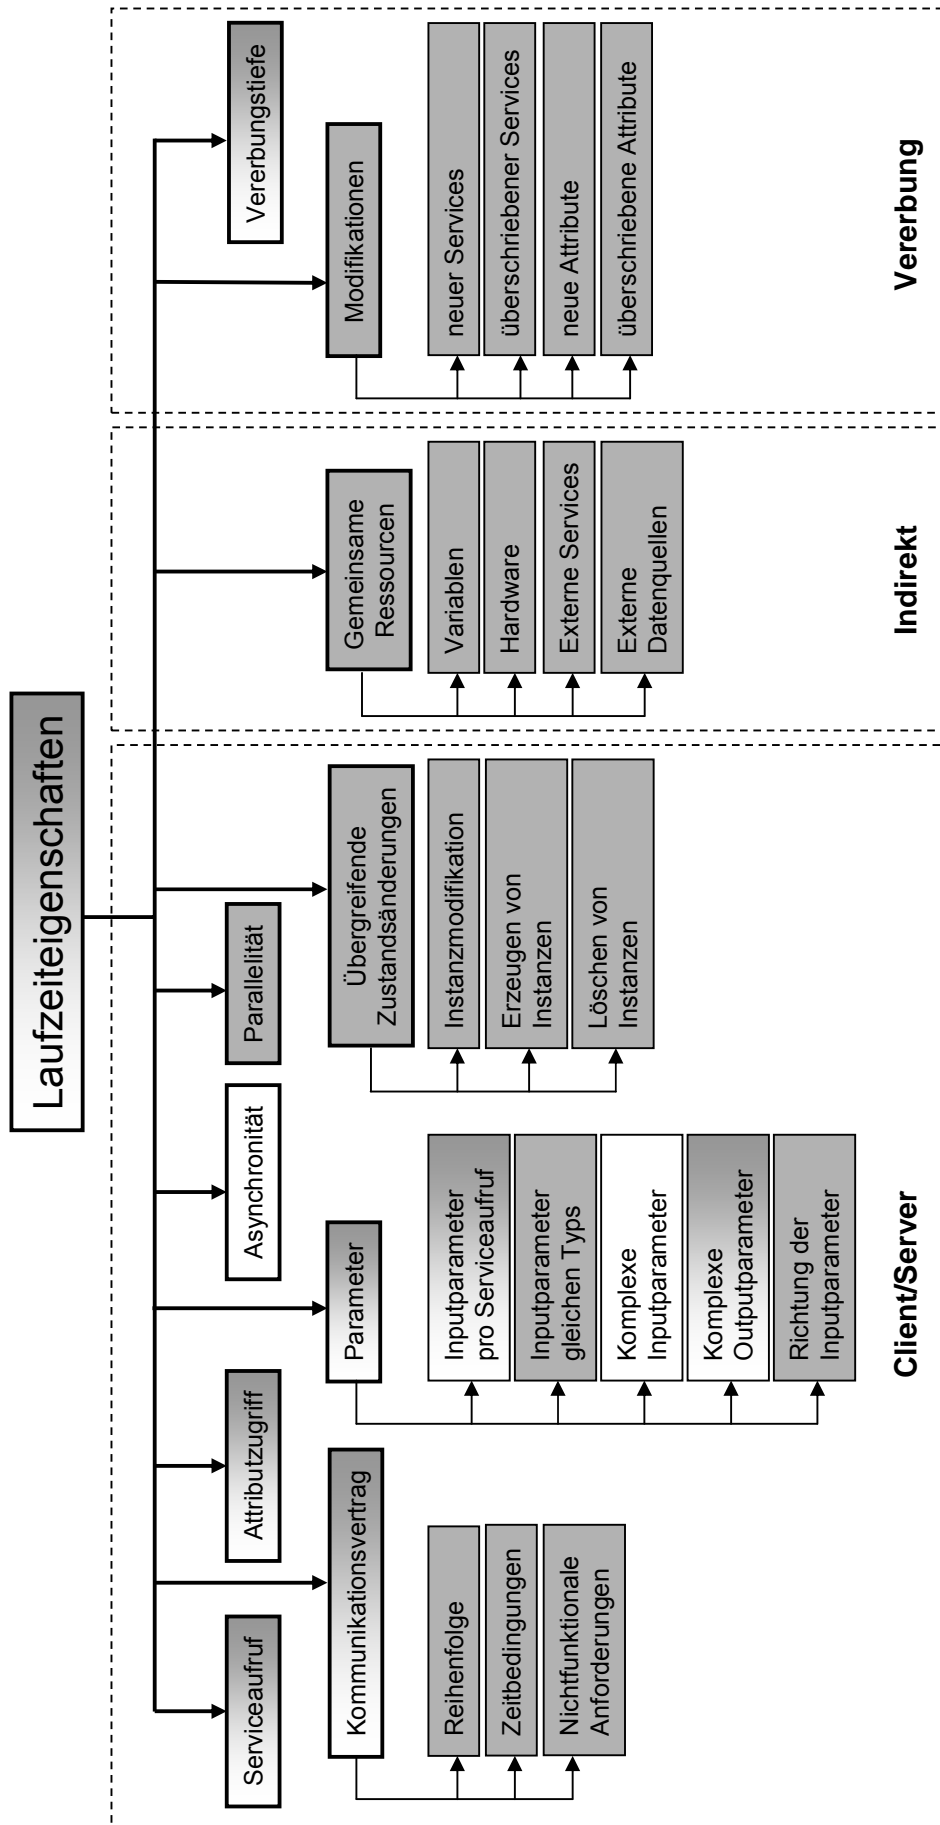 Laufzeiteigenschaften
Serviceaufruf
Attributzugriff
Asynchronität
Parallelität
Vererbungstiefe
Kommunikationsvertrag
Parameter
Übergreifende
Zustandsänderungen
Gemeinsame
Ressourcen
Modifikationen
Reihenfolge
Zeitbedingungen
Nichtfunktionale
Anforderungen
Inputparameter
pro Serviceaufruf
Inputparameter
gleichen Typs
Komplexe
Inputparameter
Komplexe
Outputparameter
Richtung der
Inputparameter
Instanzmodifikation
Erzeugen von
Instanzen
Löschen von
Instanzen
Variablen
Hardware
Externe Services
Externe
Datenquellen
neuer Services
überschriebener Services
neue Attribute
überschriebene Attribute
Client/Server
Indirekt
Vererbung